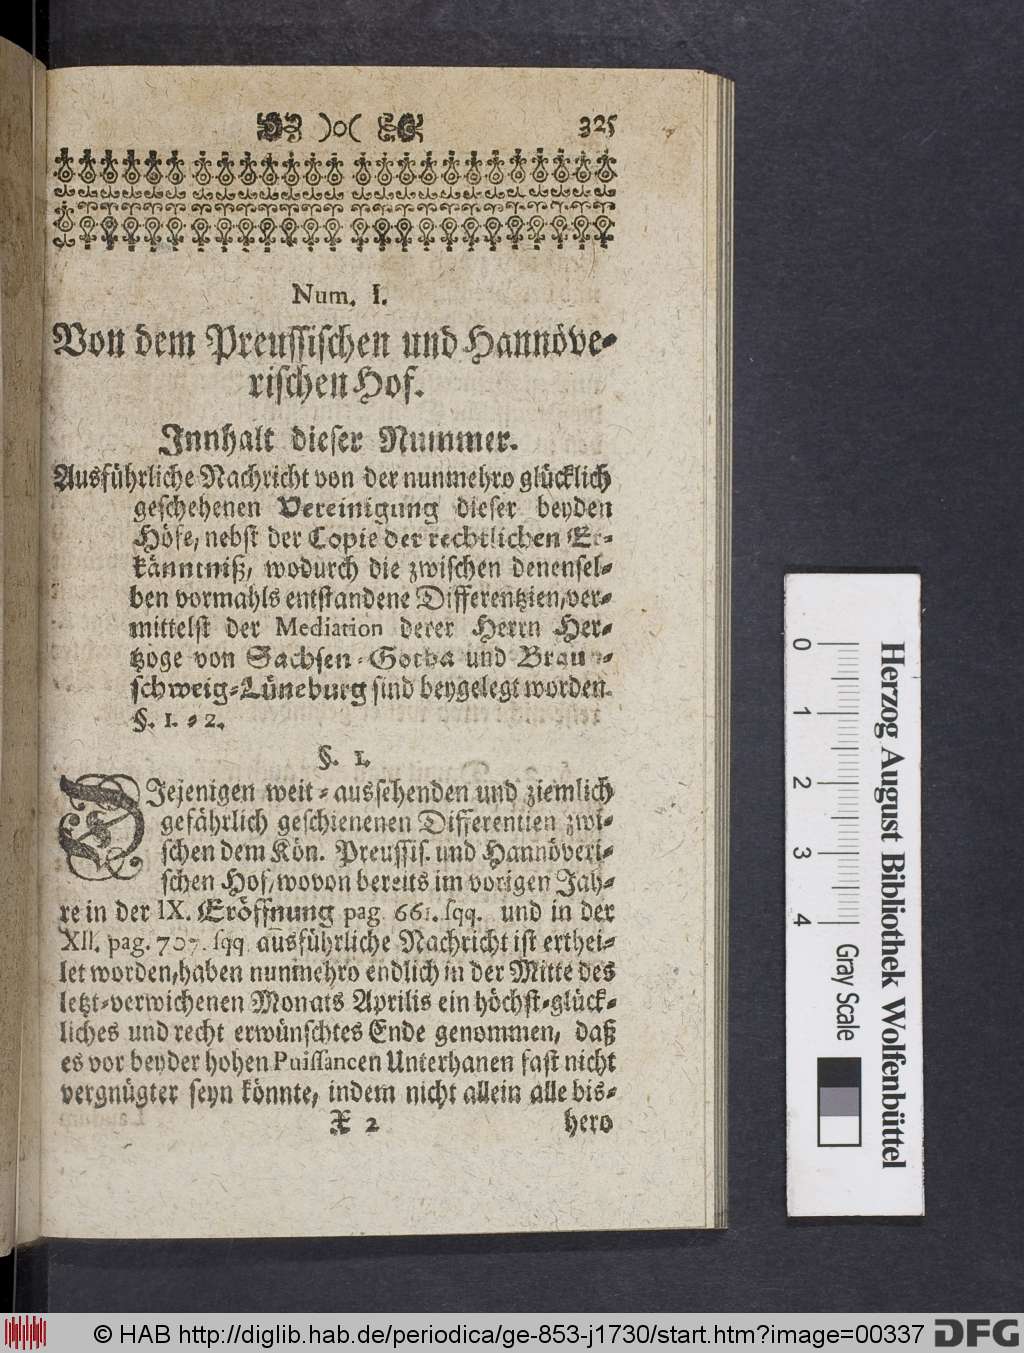 )o( 325
Num. I.
Von dem Preussischen und Hannöve-
rischen Hof.
Innhalt dieser Nummer.
Ausführliche Nachricht von der nunmehro glücklich
geschehenen Vereinigung dieser beyden
Höfe, nebst der Copie der rechtlichen Er-
känntniß, wodurch die zwischen denensel-
ben vormahls entstandene Differentzien, ver-
mittelst der Mediation derer Herrn Her-
tzoge von Sachsen-Gotha und Braun-
schweig-Lüneburg sind beygelegt worden.
§. 1. - 2.
§. 1.
DIejenigen weit-aussehenden und ziemlich
gefährlich geschienenen Differentien zwi-
schen dem Kön. Preussis. und Hannöveri-
schen Hof, wovon bereits im vorigen Jah-
re in der IX. Eröffnung pag. 661. sqq. und in der
XII. pag. 707. sqq. ausführliche Nachricht ist erthei-
let worden, haben nunmehro endlich in der Mitte des
letzt-verwichenen Monats Aprilis ein höchst-glück-
liches und recht erwünschtes Ende genommen, daß
es vor beyder hohen Puissancen Unterhanen fast nicht
vergnügter seyn könnte, indem nicht allein alle bis-
X 2 hero
0 1 2 3 4
Gray Scale
Herzog August Bibliothek Wolfenbüttel
© HAB http://diglib.hab.de/periodica/ge-853-j1730/start.htm?image=00337 DFG